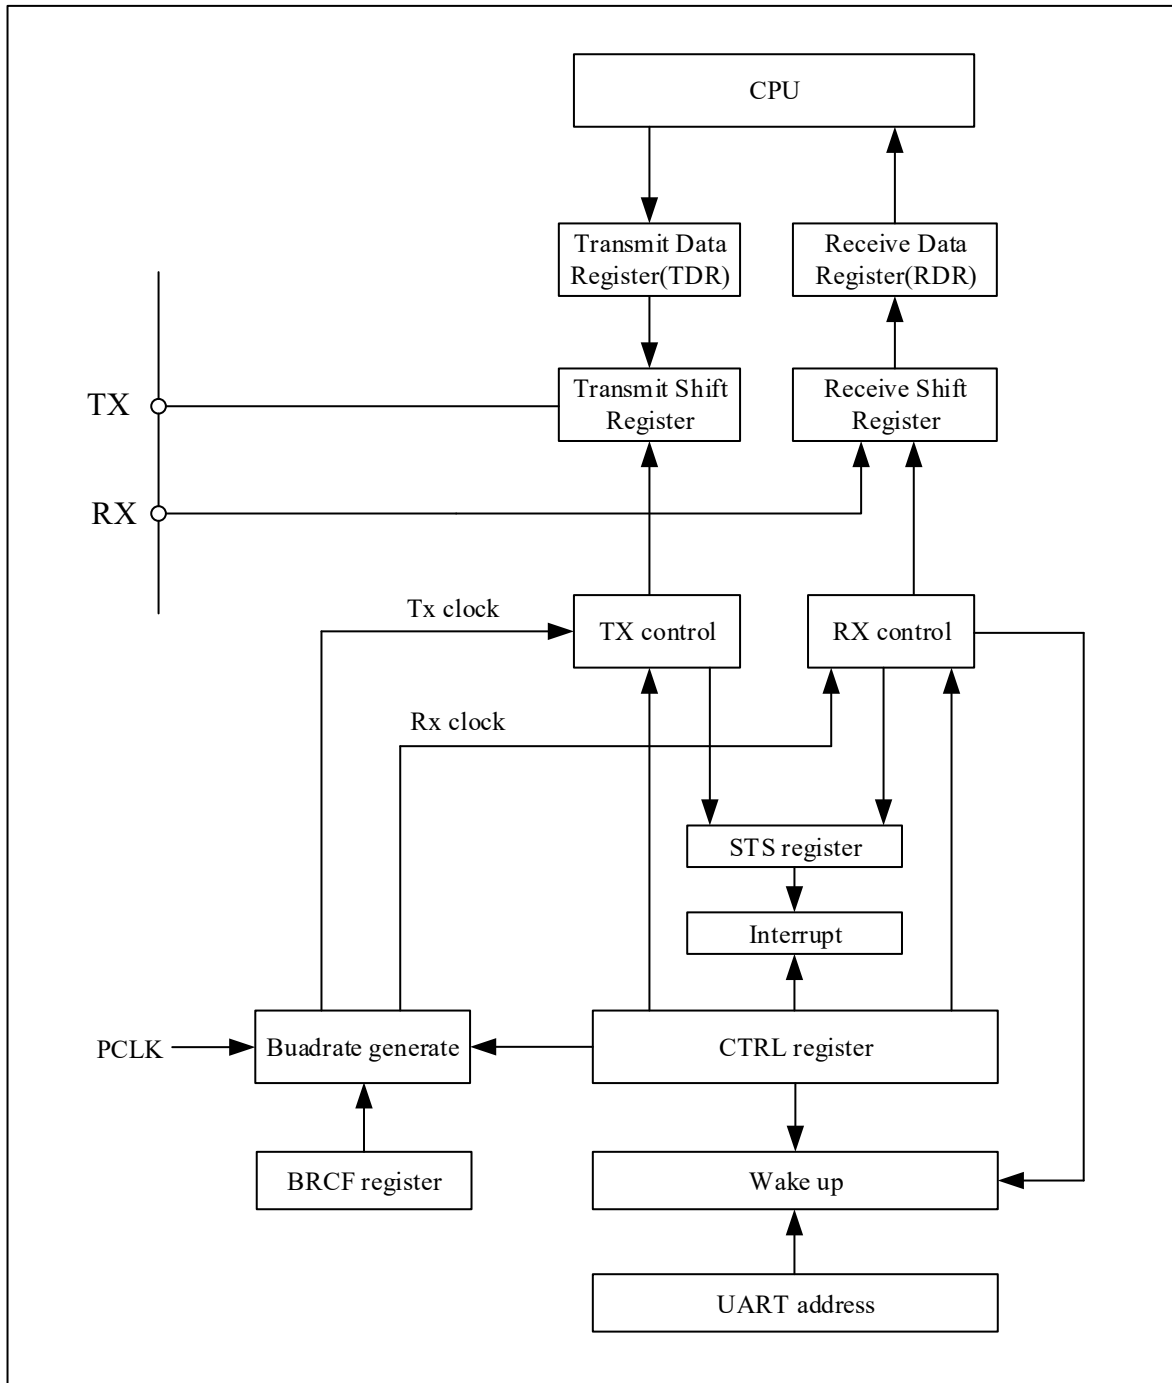 CPU
Transmit Data
Register(TDR)
Receive Data
Register(RDR)
Transmit Shift
Register
Receive Shift
Register
TX
RX
Tx clock
TX control
RX control
Rx clock
STS register
Interrupt
PCLK
Buadrate generate
CTRL register
BRCF register
Wake up
UART address